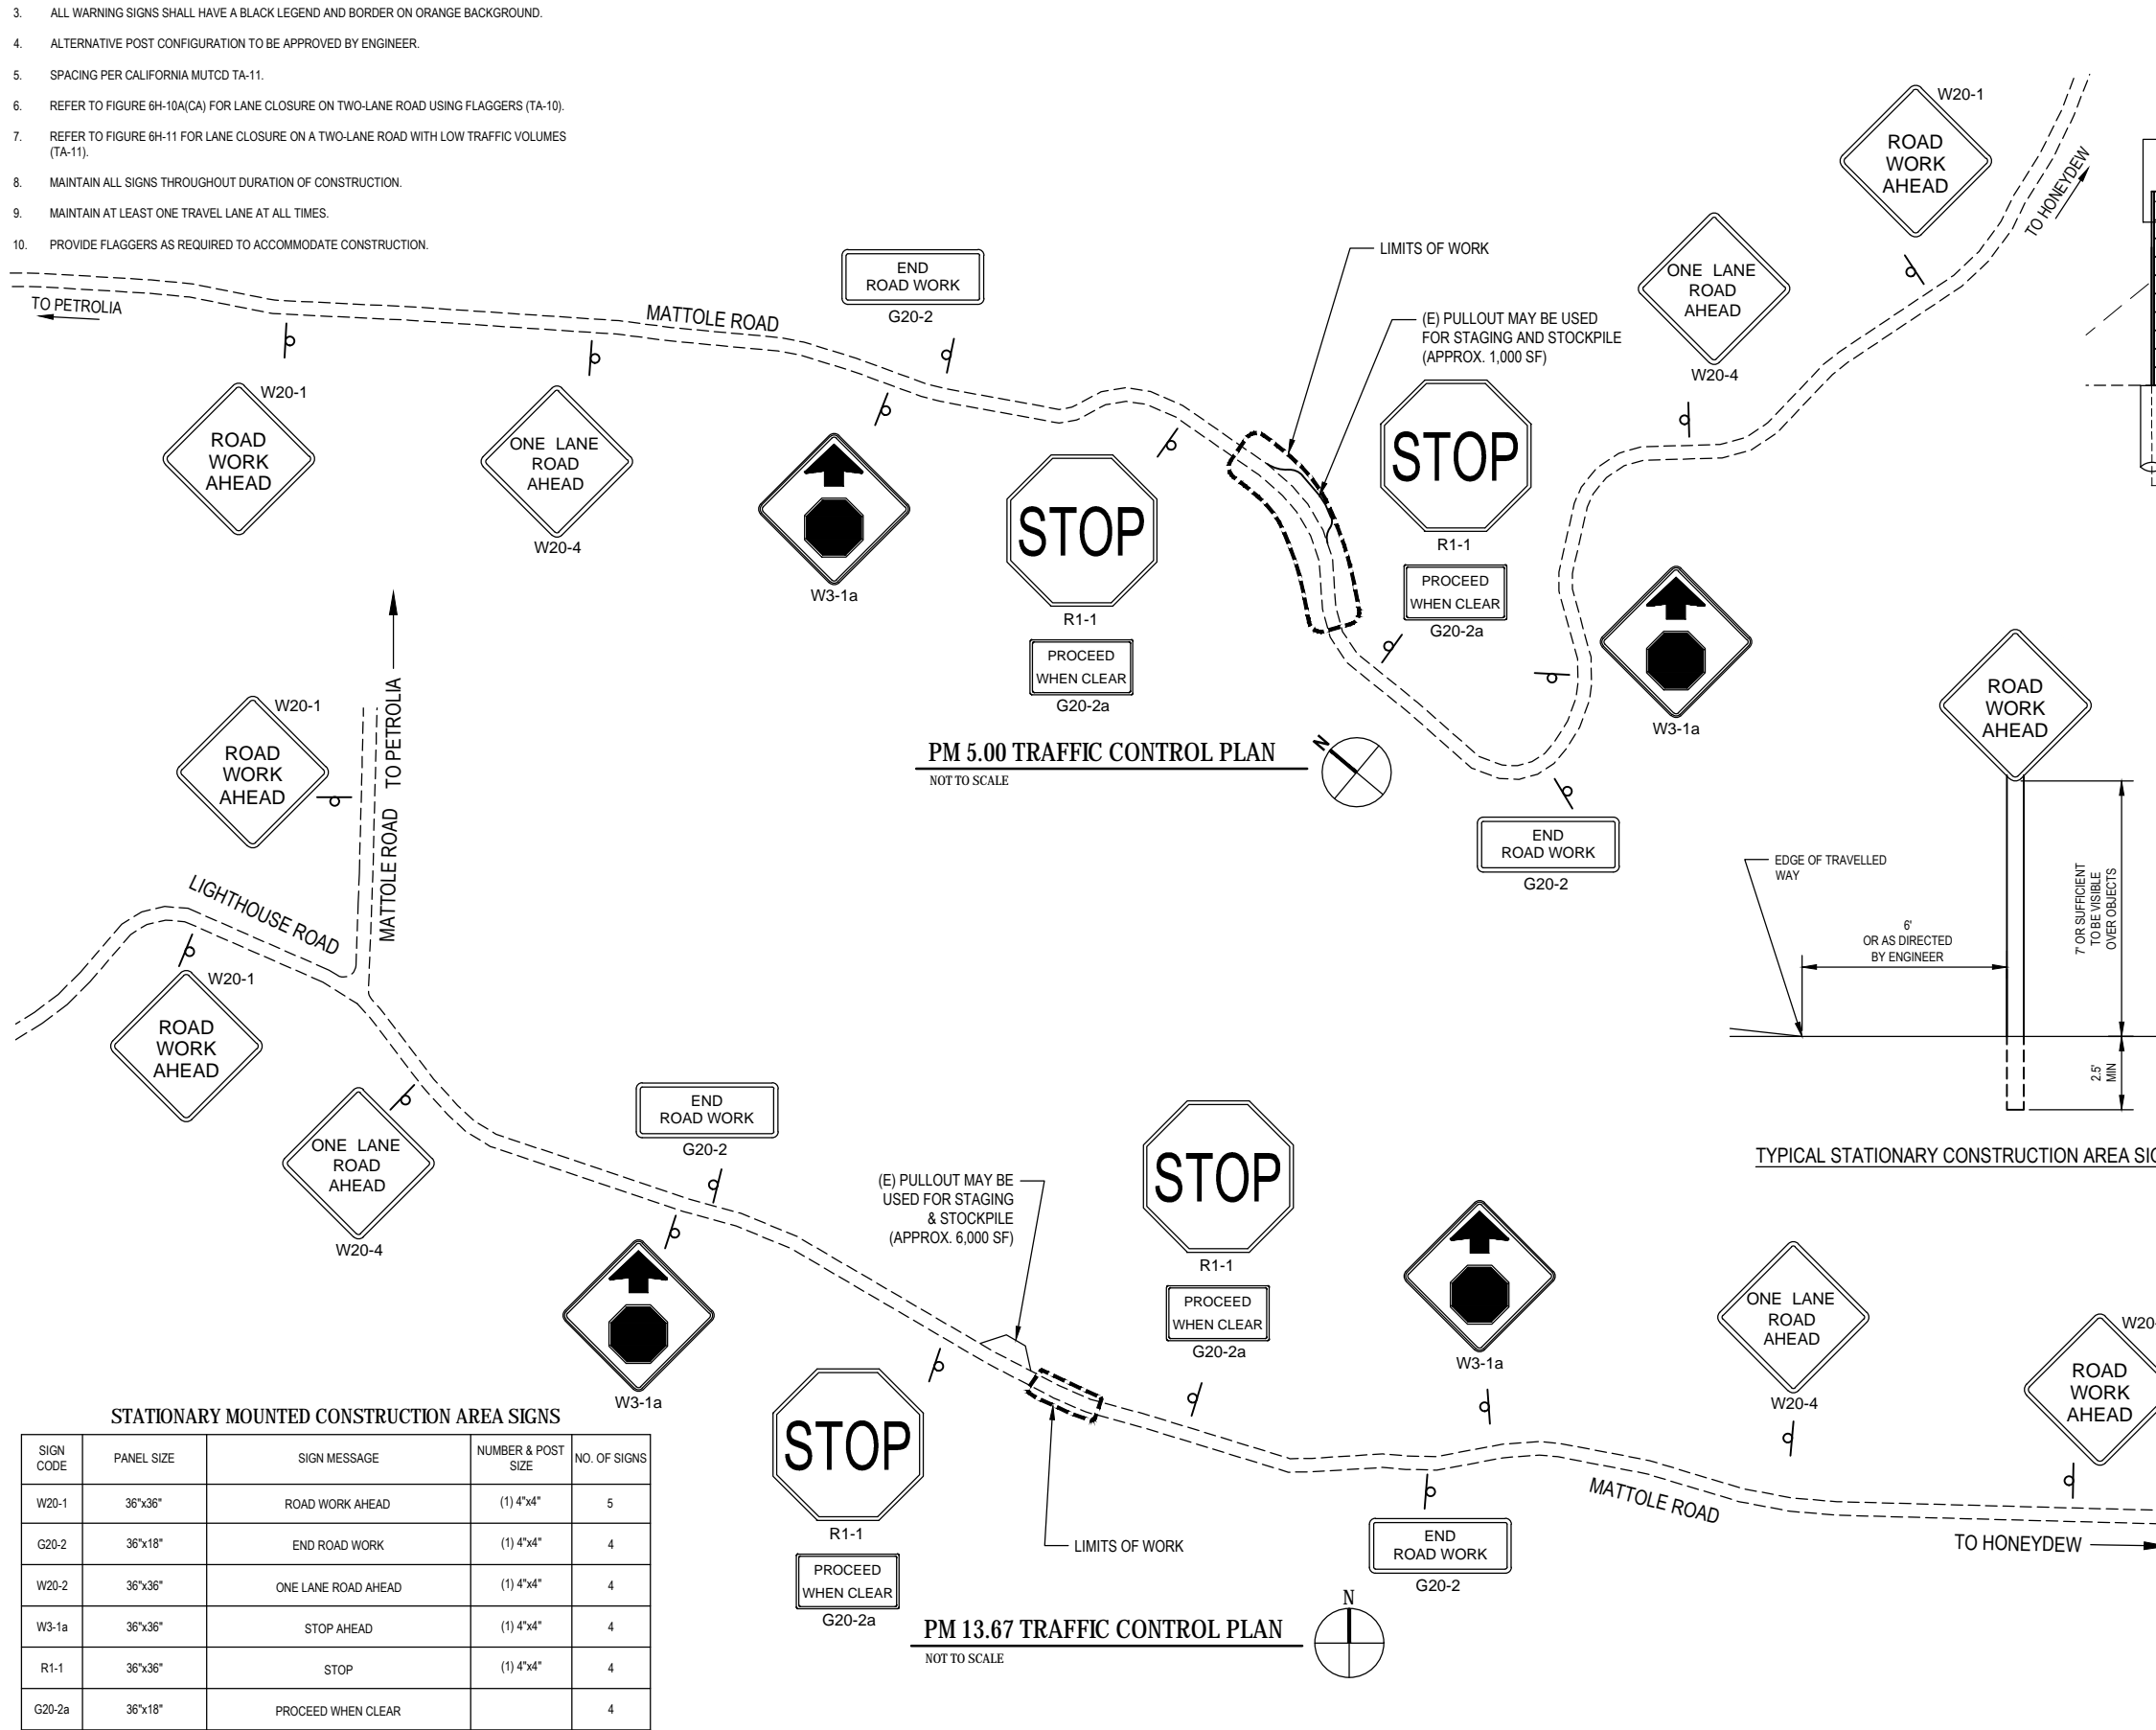 3. ALL WARNING SIGNS SHALL HAVE A BLACK LEGEND AND BORDER ON ORANGE BACKGROUND.
4. ALTERNATIVE POST CONFIGURATION TO BE APPROVED BY ENGINEER.
5. SPACING PER CALIFORNIA MUTCD TA-11.
6. REFER TO FIGURE 6H-10A(CA) FOR LANE CLOSURE ON TWO-LANE ROAD USING FLAGGERS (TA-10).
7. REFER TO FIGURE 6H-11 FOR LANE CLOSURE ON A TWO-LANE ROAD WITH LOW TRAFFIC VOLUMES
(TA-11).
8. MAINTAIN ALL SIGNS THROUGHOUT DURATION OF CONSTRUCTION.
9. MAINTAIN AT LEAST ONE TRAVEL LANE AT ALL TIMES.
10. PROVIDE FLAGGERS AS REQUIRED TO ACCOMMODATE CONSTRUCTION.
TO PETROLIA
MATTOLE ROAD
END
ROAD WORK
G20-2
LIMITS OF WORK
(E) PULLOUT MAY BE USED
FOR STAGING AND STOCKPILE
(APPROX. 1,000 SF)
W20-1
ROAD
WORK
AHEAD
TO HONEYDEW
ONE LANE
ROAD
AHEAD
W20-4
W20-1
ROAD
WORK
AHEAD
ONE LANE
ROAD
AHEAD
W20-4
W3-1a
STOP
R1-1
PROCEED
WHEN CLEAR
G20-2a
STOP
R1-1
PROCEED
WHEN CLEAR
G20-2a
W3-1a
END
ROAD WORK
G20-2
PM 5.00 TRAFFIC CONTROL PLAN
NOT TO SCALE
N
W20-1
ROAD
WORK
AHEAD
MATTOLE ROAD TO PETROLIA
LIGHTHOUSE ROAD
W20-1
ROAD
WORK
AHEAD
ONE LANE
ROAD
AHEAD
W20-4
END
ROAD WORK
G20-2
W3-1a
(E) PULLOUT MAY BE
USED FOR STAGING
& STOCKPILE
(APPROX. 6,000 SF)
STOP
R1-1
PROCEED
WHEN CLEAR
G20-2a
STOP
R1-1
PROCEED
WHEN CLEAR
G20-2a
LIMITS OF WORK
W3-1a
END
ROAD WORK
G20-2
MATTOLE ROAD
ONE LANE
ROAD
AHEAD
W20-4
W20-
ROAD
WORK
AHEAD
TO HONEYDEW
PM 13.67 TRAFFIC CONTROL PLAN
NOT TO SCALE
N
ROAD
WORK
AHEAD
EDGE OF TRAVELLED
WAY
6'
OR AS DIRECTED
BY ENGINEER
7' OR SUFFICIENT
TO BE VISIBLE
OVER OBJECTS
2.5'
MIN
TYPICAL STATIONARY CONSTRUCTION AREA SIG
STATIONARY MOUNTED CONSTRUCTION AREA SIGNS
SIGN CODE PANEL SIZE SIGN MESSAGE NUMBER & POST SIZE NO. OF SIGNS
W20-1 36"x36" ROAD WORK AHEAD (1) 4"x4" 5
G20-2 36"x18" END ROAD WORK (1) 4"x4" 4
W20-2 36"x36" ONE LANE ROAD AHEAD (1) 4"x4" 4
W3-1a 36"x36" STOP AHEAD (1) 4"x4" 4
R1-1 36"x36" STOP (1) 4"x4" 4
G20-2a 36"x18" PROCEED WHEN CLEAR 4